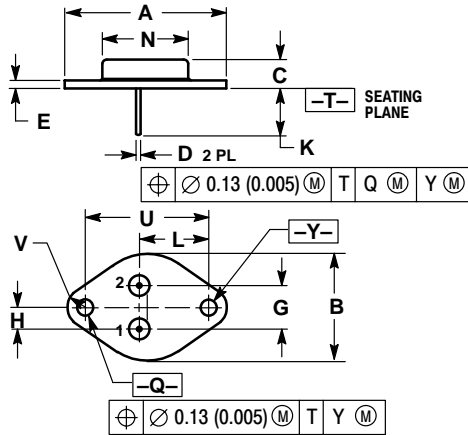 A
N
C
E
–T– SEATING
PLANE
K
D 2 PL
⌖ ∅ 0.13 (0.005) Ⓜ T Q Ⓜ Y Ⓜ
U
V
L
–Y–
2
H
G
B
1
–Q–
⌖ ∅ 0.13 (0.005) Ⓜ T Y Ⓜ